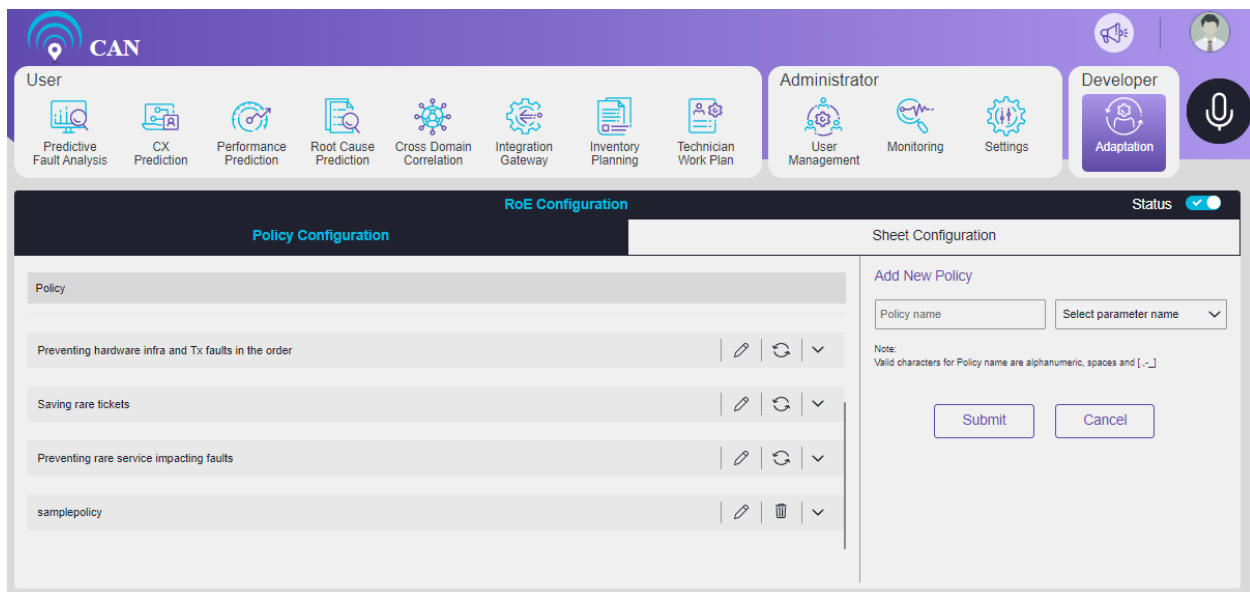 CAN
User
Administrator
Developer
Predictive
Fault Analysis
CX
Prediction
Performance
Prediction
Root Cause
Prediction
Cross Domain
Correlation
Integration
Gateway
Inventory
Planning
Technician
Work Plan
User
Management
Monitoring
Settings
Adaptation
RoE Configuration
Status
Policy Configuration
Sheet Configuration
Policy
Preventing hardware infra and Tx faults in the order
Saving rare tickets
Preventing rare service impacting faults
samplepolicy
Add New Policy
Policy name
Select parameter name
Note:
Valid characters for Policy name are alphanumeric, spaces and [,.-_]
Submit
Cancel